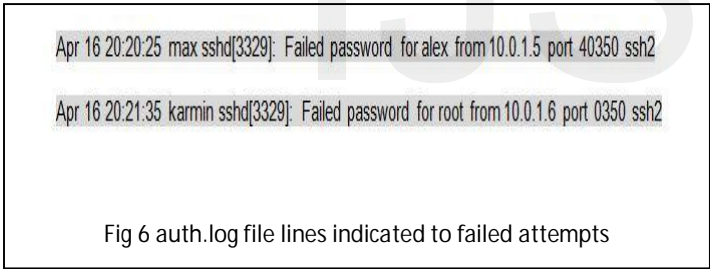 Apr 16 20:20:25 max sshd[3329]: Failed password for alex from 10.0.1.5 port 40350 ssh2
Apr 16 20:21:35 karmin sshd[3329]: Failed password for root from 10.0.1.6 port 0350 ssh2
Fig 6 auth.log file lines indicated to failed attempts